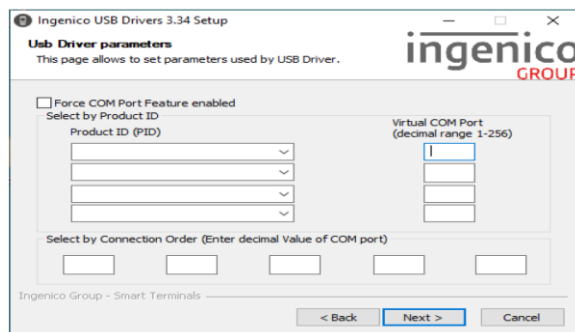 Ingenico USB Drivers 3.34 Setup
Usb Driver parameters
This page allows to set parameters used by USB Driver.
ingenico
GROUP
Force COM Port Feature enabled
Select by Product ID
Product ID (PID)
Virtual COM Port
(decimal range 1-256)
Select by Connection Order (Enter decimal Value of COM port)
Ingenico Group - Smart Terminals
< Back
Next >
Cancel